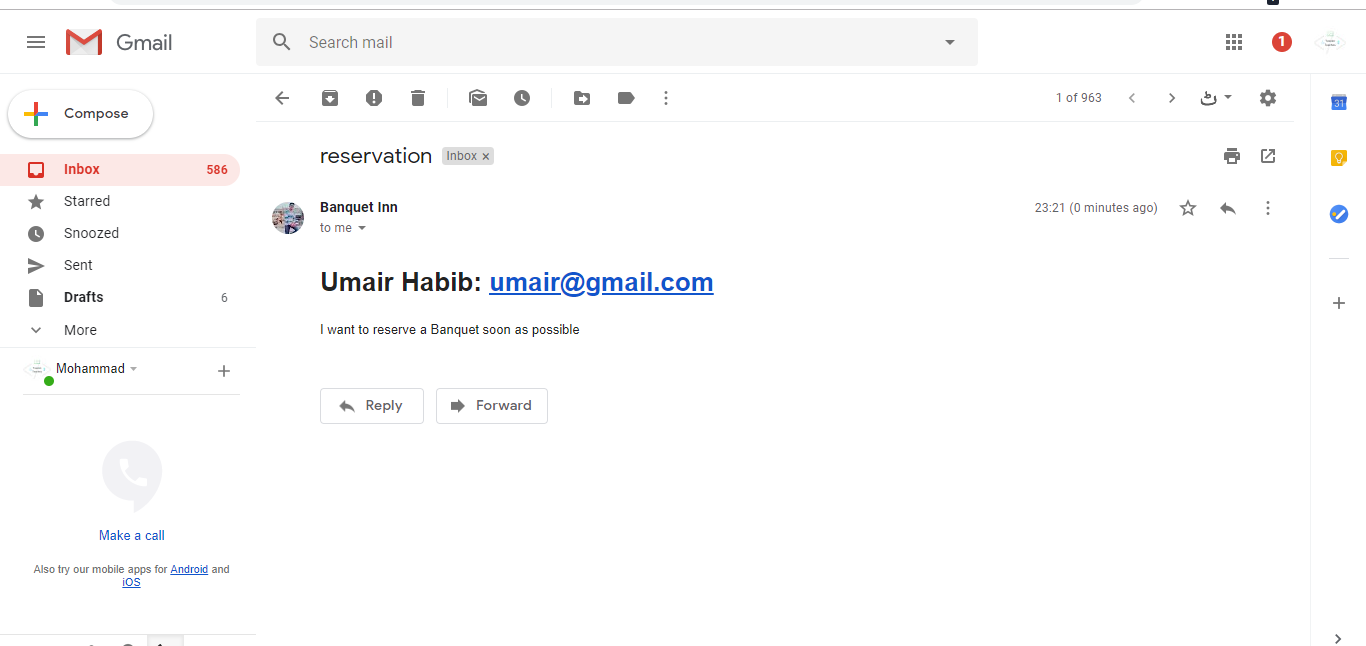 Gmail
Search mail
1
Compose
1 of 963
31
Inbox 586
reservation Inbox x
Starred
Banquet Inn
23:21 (0 minutes ago)
to me
Snoozed
Sent
Umair Habib: umair@gmail.com
Drafts 6
More
I want to reserve a Banquet soon as possible
Mohammad
Reply
Forward
Make a call
Also try our mobile apps for Android and
iOS